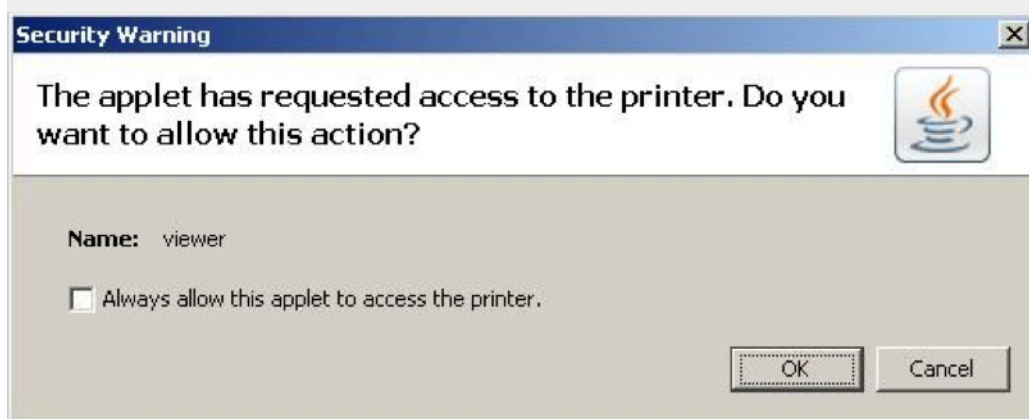 Security Warning
The applet has requested access to the printer. Do you
want to allow this action?
Name: viewer
Always allow this applet to access the printer.
OK Cancel